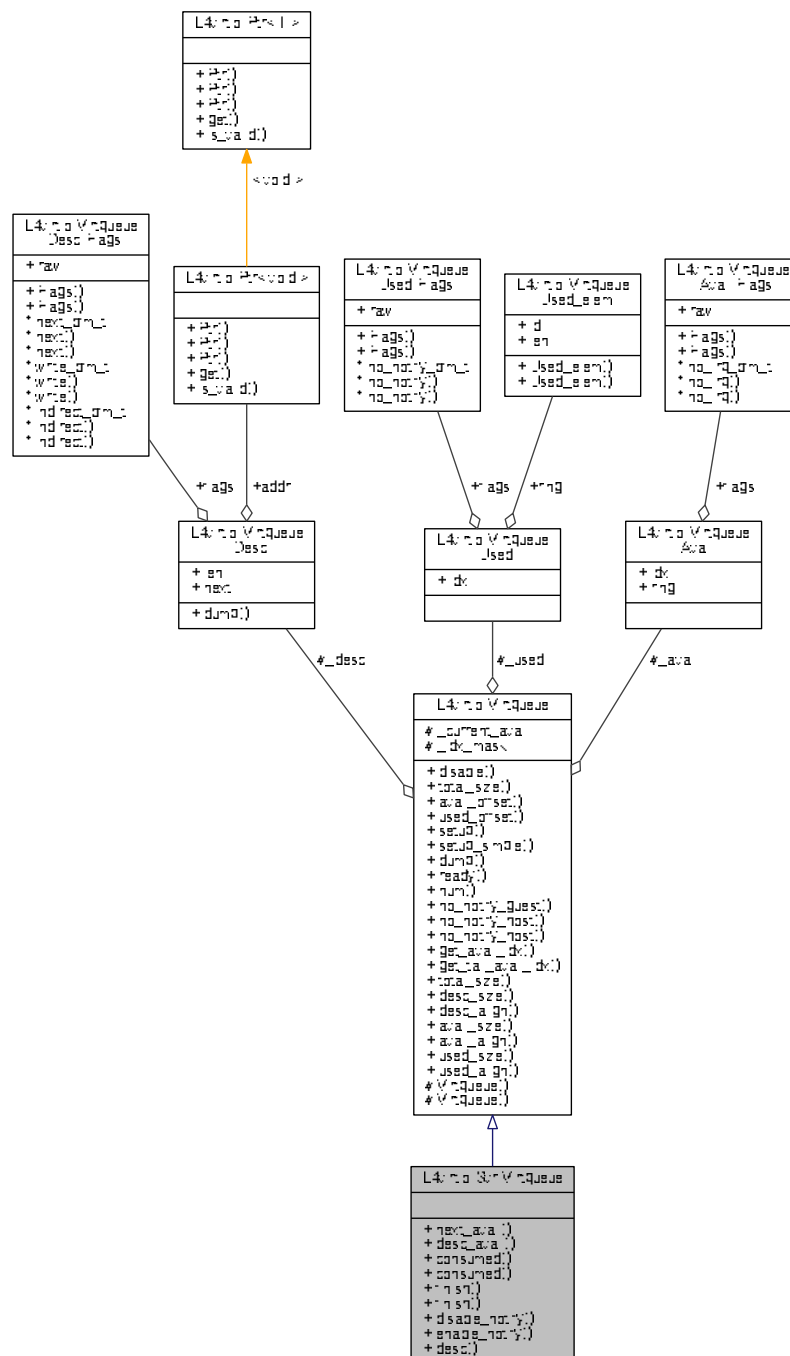 L4virtio::Ptr< T >
+ Ptr()
+ Ptr()
+ Ptr()
+ get()
+ is_valid()
< void >
L4virtio::Virtqueue
::Desc::Flags
+ raw
+ Flags()
+ Flags()
* next_bfm_t
* next()
* next()
* write_bfm_t
* write()
* write()
* indirect_bfm_t
* indirect()
* indirect()
L4virtio::Ptr< void >
+ Ptr()
+ Ptr()
+ Ptr()
+ get()
+ is_valid()
L4virtio::Virtqueue
::Used::Flags
+ raw
+ Flags()
+ Flags()
* no_notify_bfm_t
* no_notify()
* no_notify()
L4virtio::Virtqueue
::Used_elem
+ id
+ len
+ Used_elem()
+ Used_elem()
L4virtio::Virtqueue
::Avail::Flags
+ raw
+ Flags()
+ Flags()
* no_irq_bfm_t
* no_irq()
* no_irq()
+flags
+addr
+flags
+ring
+flags
L4virtio::Virtqueue
::Desc
+ len
+ next
+ dump()
L4virtio::Virtqueue
::Used
+ idx
L4virtio::Virtqueue
::Avail
+ idx
+ ring
#_desc
#_used
#_avail
L4virtio::Virtqueue
# _current_avail
# _idx_mask
+ disable()
+ total_size()
+ avail_offset()
+ used_offset()
+ setup()
+ setup_simple()
+ dump()
+ ready()
+ num()
+ no_notify_guest()
+ no_notify_host()
+ no_notify_host()
+ get_avail_idx()
+ get_tail_avail_idx()
+ total_size()
+ desc_size()
+ desc_align()
+ avail_size()
+ avail_align()
+ used_size()
+ used_align()
# Virtqueue()
# Virtqueue()
L4virtio::Svr::Virtqueue
+ next_avail()
+ desc_avail()
+ consumed()
+ consumed()
+ finish()
+ finish()
+ disable_notify()
+ enable_notify()
+ desc()